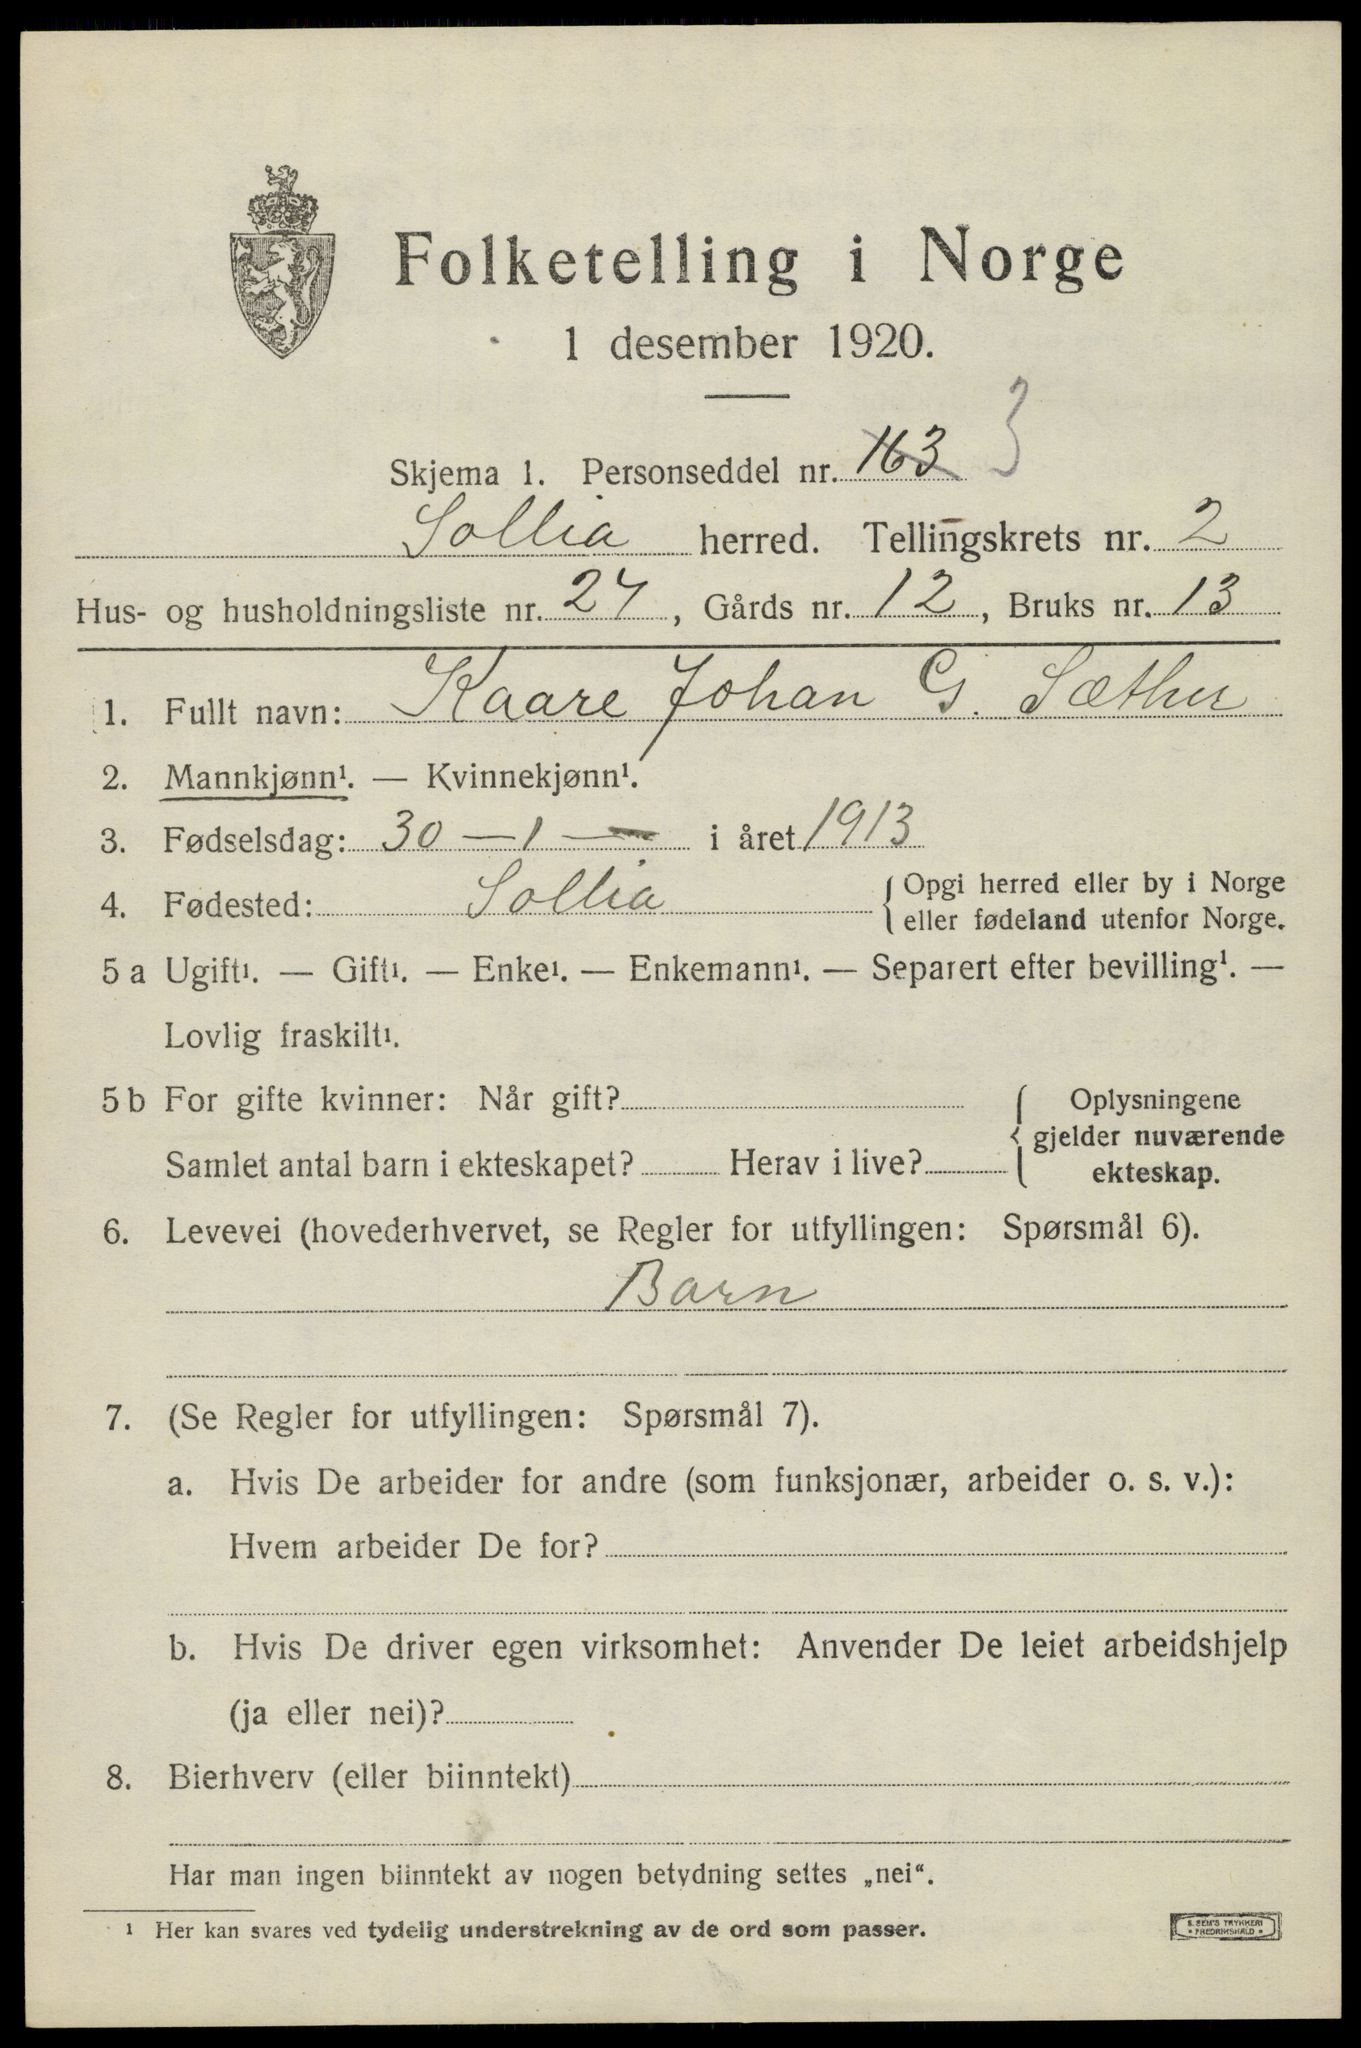 Folketelling i Norge
1 desember 1920.
Skjema 1. Personseddel nr. 163 3
Sollia herred. Tellingskrets nr. 2
Hus- og husholdningsliste nr. 24, Gårds nr. 12, Bruks nr. 13
1. Fullt navn: Kaare Johan G. Sæther
2. Mannkjønn¹. — Kvinnekjønn¹.
3. Fødselsdag: 30 — 1 — i året 1913
4. Fødested: Sollia { Opgi herred eller by i Norge
eller fødeland utenfor Norge.
5 a Ugift¹. — Gift¹. — Enke¹. — Enkemann¹. — Separert efter bevilling¹. —
Lovlig fraskilt¹.
5 b For gifte kvinner: Når gift? { Oplysningene
gjelder nuværende
Samlet antal barn i ekteskapet? Herav i live? ekteskap.
6. Levevei (hovederhvervet, se Regler for utfyllingen: Spørsmål 6).
Barn
7. (Se Regler for utfyllingen: Spørsmål 7).
a. Hvis De arbeider for andre (som funksjonær, arbeider o. s. v.):
Hvem arbeider De for?
b. Hvis De driver egen virksomhet: Anvender De leiet arbeidshjelp
(ja eller nei)?
8. Bierhverv (eller biinntekt)
Har man ingen biinntekt av nogen betydning settes „nei“.
¹ Her kan svares ved tydelig understrekning av de ord som passer.
S. SEM'S TRYKKERI
• FREDRIKSHALD •